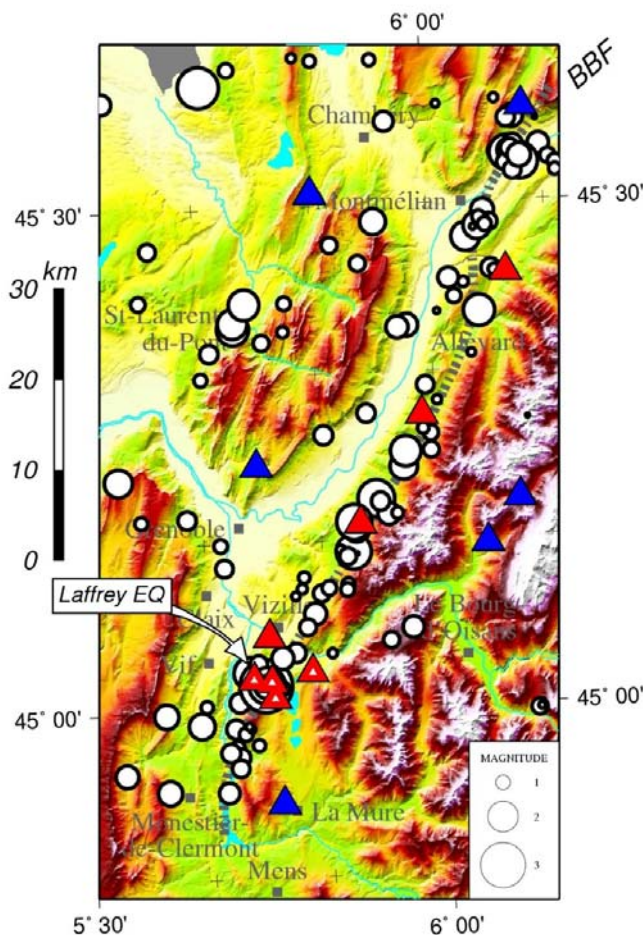 6° 00'
BBF
Chambery
Montmélian
45° 30'
45° 30'
km
30
St-Laurent
du-Pont
Allevard
20
10
Grenoble
0
Laffrey EQ
Vizill
Le Bourg
Oisans
Vif
45° 00'
45° 00'
MAGNITUDE
1
2
3
La Mure
Monestier-
de-Clermont
Mens
5° 30'
6° 00'